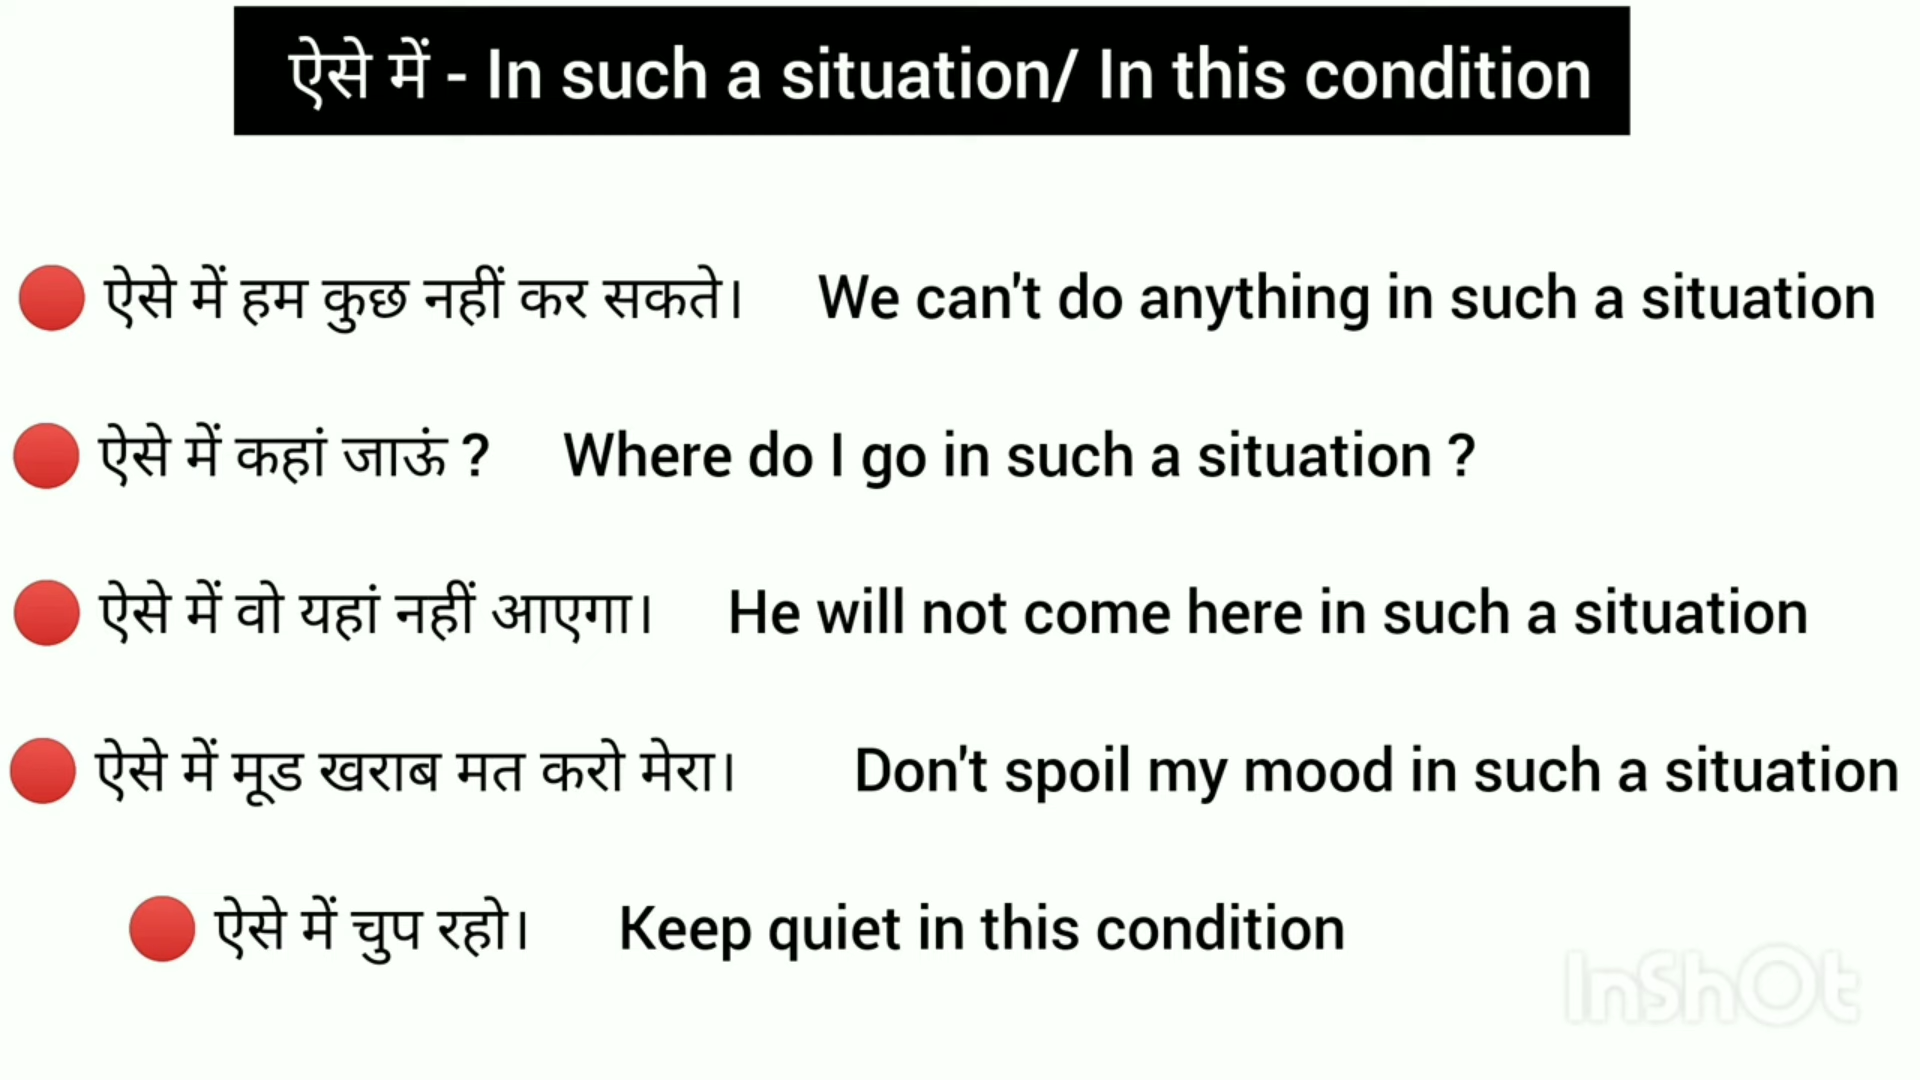 ऐसे में - In such a situation/ In this condition
ऐसे में हम कुछ नहीं कर सकते। We can't do anything in such a situation
ऐसे में कहां जाऊं ? Where do I go in such a situation ?
ऐसे में वो यहां नहीं आएगा। He will not come here in such a situation
ऐसे में मूड खराब मत करो मेरा। Don't spoil my mood in such a situation
ऐसे में चुप रहो। Keep quiet in this condition
InShOt